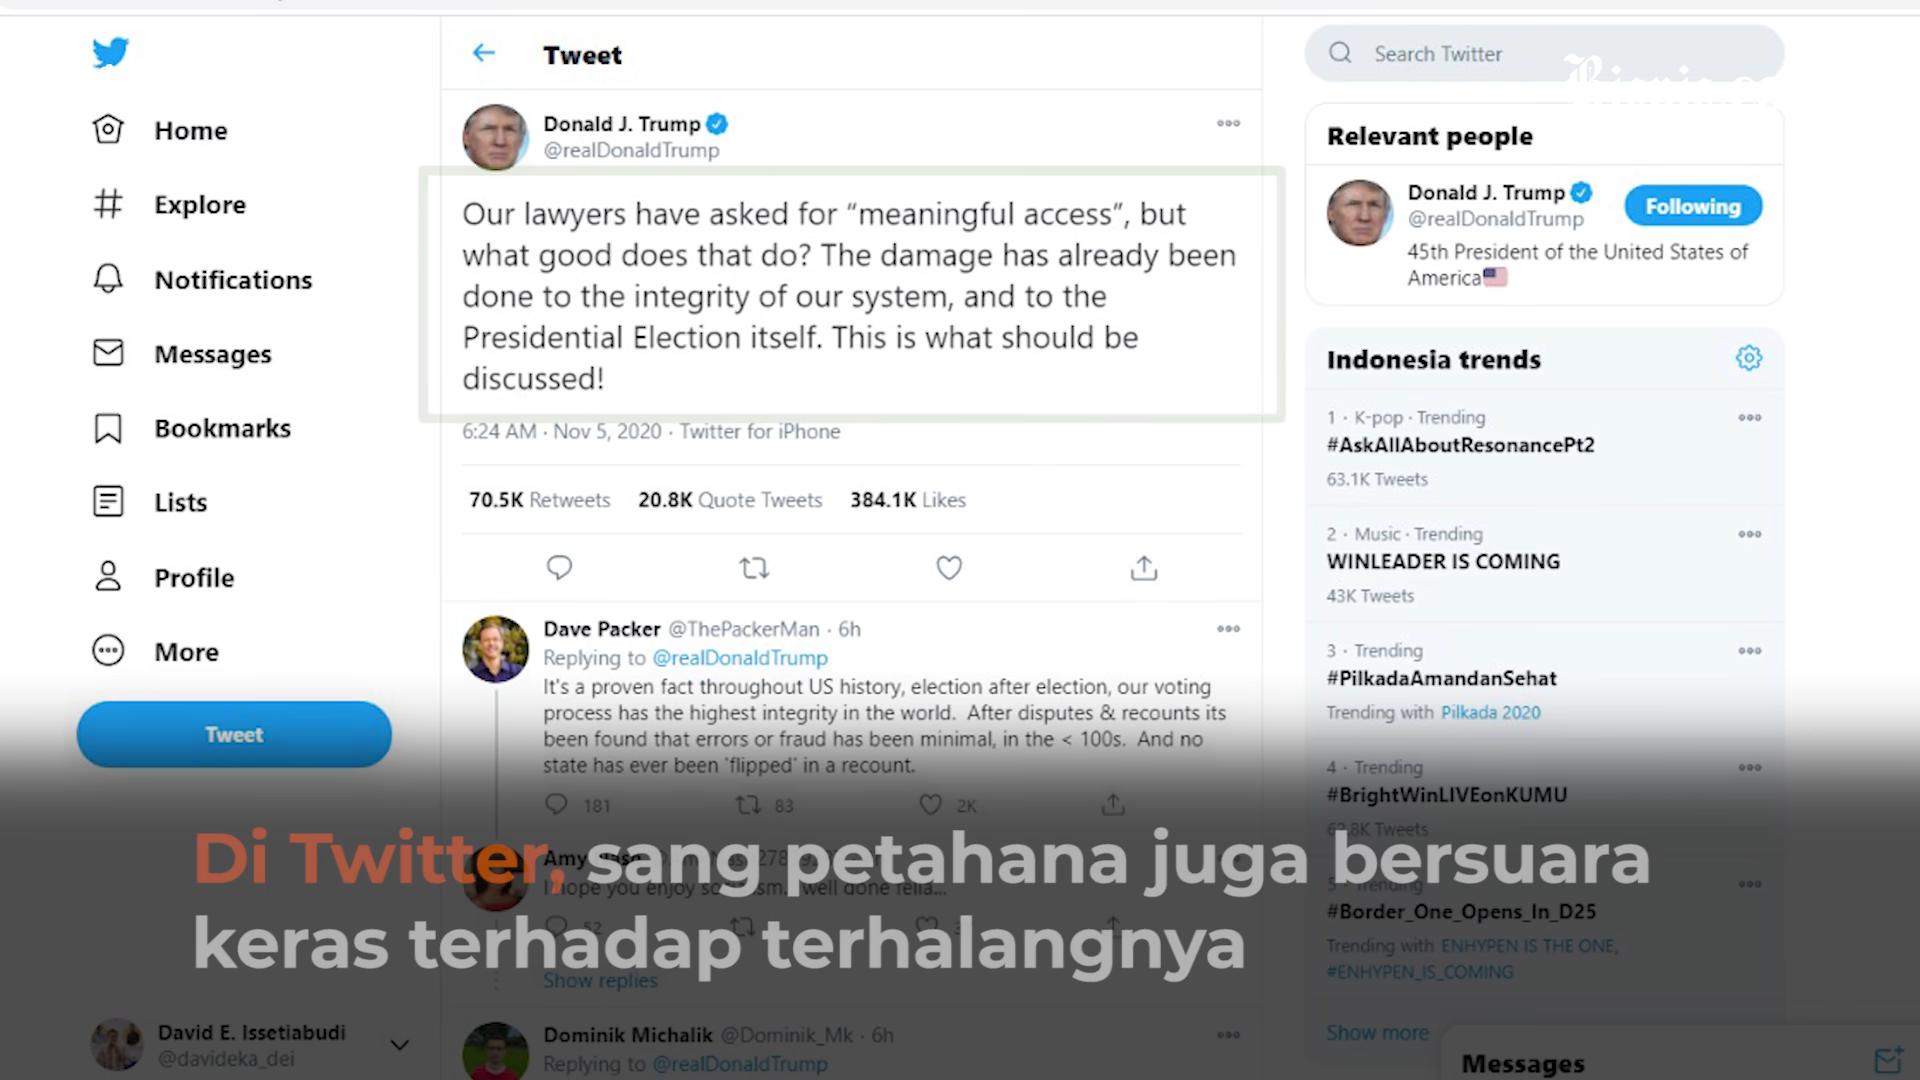 Tweet
Search Twitter
Home
Explore
Notifications
Messages
Bookmarks
Lists
Profile
More
Tweet
David E. Issetiabudi
@davideka_dei
Donald J. Trump
@realDonaldTrump
Our lawyers have asked for “meaningful access”, but
what good does that do? The damage has already been
done to the integrity of our system, and to the
Presidential Election itself. This is what should be
discussed!
6:24 AM · Nov 5, 2020 · Twitter for iPhone
70.5K Retweets 20.8K Quote Tweets 384.1K Likes
Dave Packer @ThePackerMan · 6h
Replying to @realDonaldTrump
It's a proven fact throughout US history, election after election, our voting
process has the highest integrity in the world. After disputes & recounts its
been found that errors or fraud has been minimal, in the < 100s. And no
state has ever been 'flipped' in a recount.
181 83 2K
Di Twitter, sang petahana juga bersuara
keras terhadap terhalangnya
52
Show replies
Dominik Michalik @Dominik_Mk · 6h
Replying to @realDonaldTrump
Relevant people
Donald J. Trump
@realDonaldTrump
Following
45th President of the United States of
America
Indonesia trends
1 · K-pop · Trending
#AskAllAboutResonancePt2
63.1K Tweets
2 · Music · Trending
WINLEADER IS COMING
43K Tweets
3 · Trending
#PilkadaAmandanSehat
Trending with Pilkada 2020
4 · Trending
#BrightWinLIVEonKUMU
Tweets
5 · Trending
#Border_One_Opens_In_D25
Trending with ENHYPEN IS THE ONE,
#ENHYPEN_IS_COMING
Show more
Messages